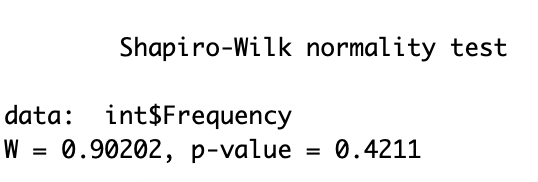 Shapiro-Wilk normality test
data:  int$Frequency
W = 0.90202, p-value = 0.4211